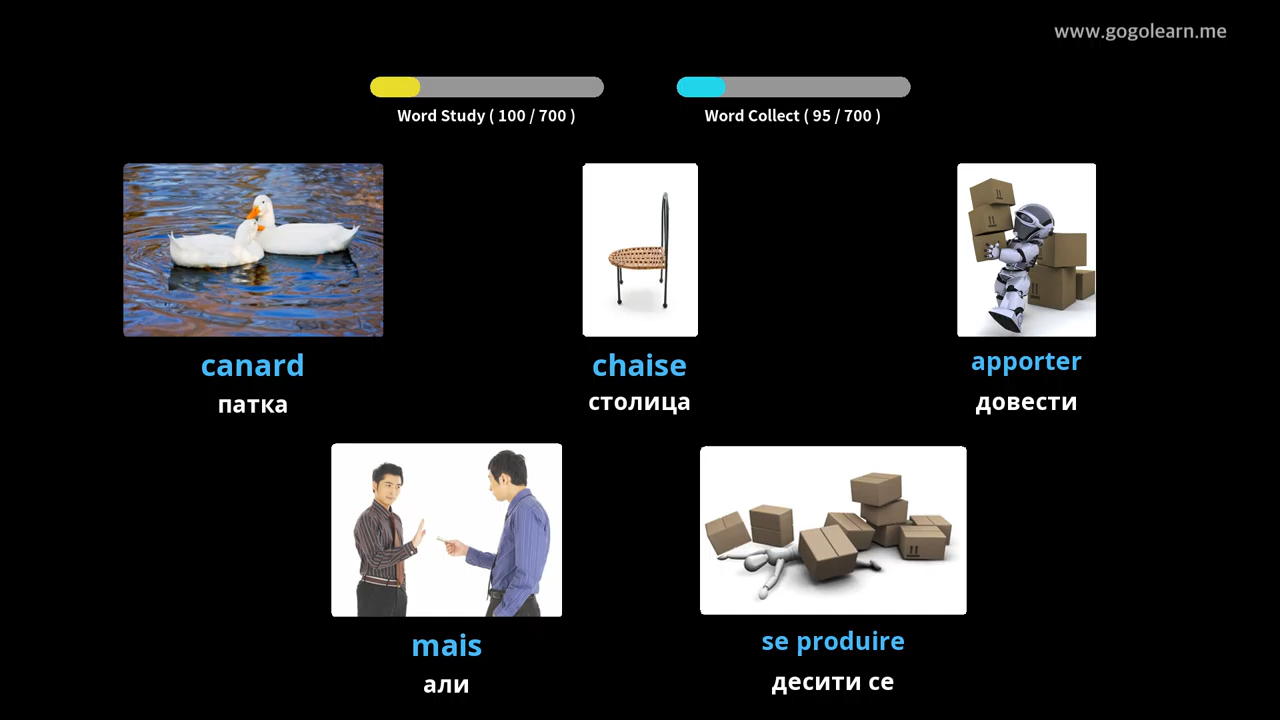 www.gogolearn.me
Word Study ( 100 / 700 )
Word Collect ( 95 / 700 )
canard
патка
chaise
столица
apporter
довести
mais
али
se produire
десити се